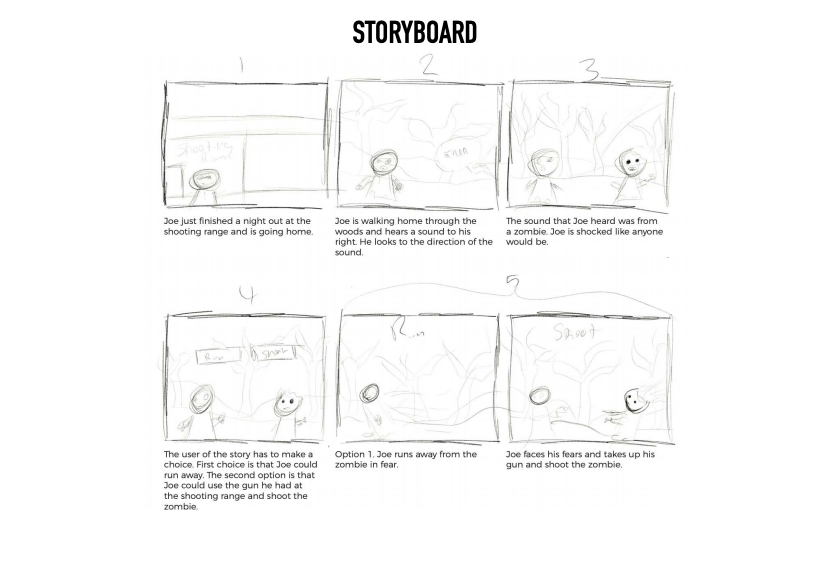 STORYBOARD
1 2 3
Shooting
Joe just finished a night out at the
shooting range and is going home.
Joe is walking home through the
woods and hears a sound to his
right. He looks to the direction of the
sound.
The sound that Joe heard was from
a zombie. Joe is shocked like anyone
would be.
4 5
Run Shoot
Run
Shoot
The user of the story has to make a
choice. First choice is that Joe could
run away. The second option is that
Joe could use the gun he had at
the shooting range and shoot the
zombie.
Option 1. Joe runs away from the
zombie in fear.
Joe faces his fears and takes up his
gun and shoot the zombie.